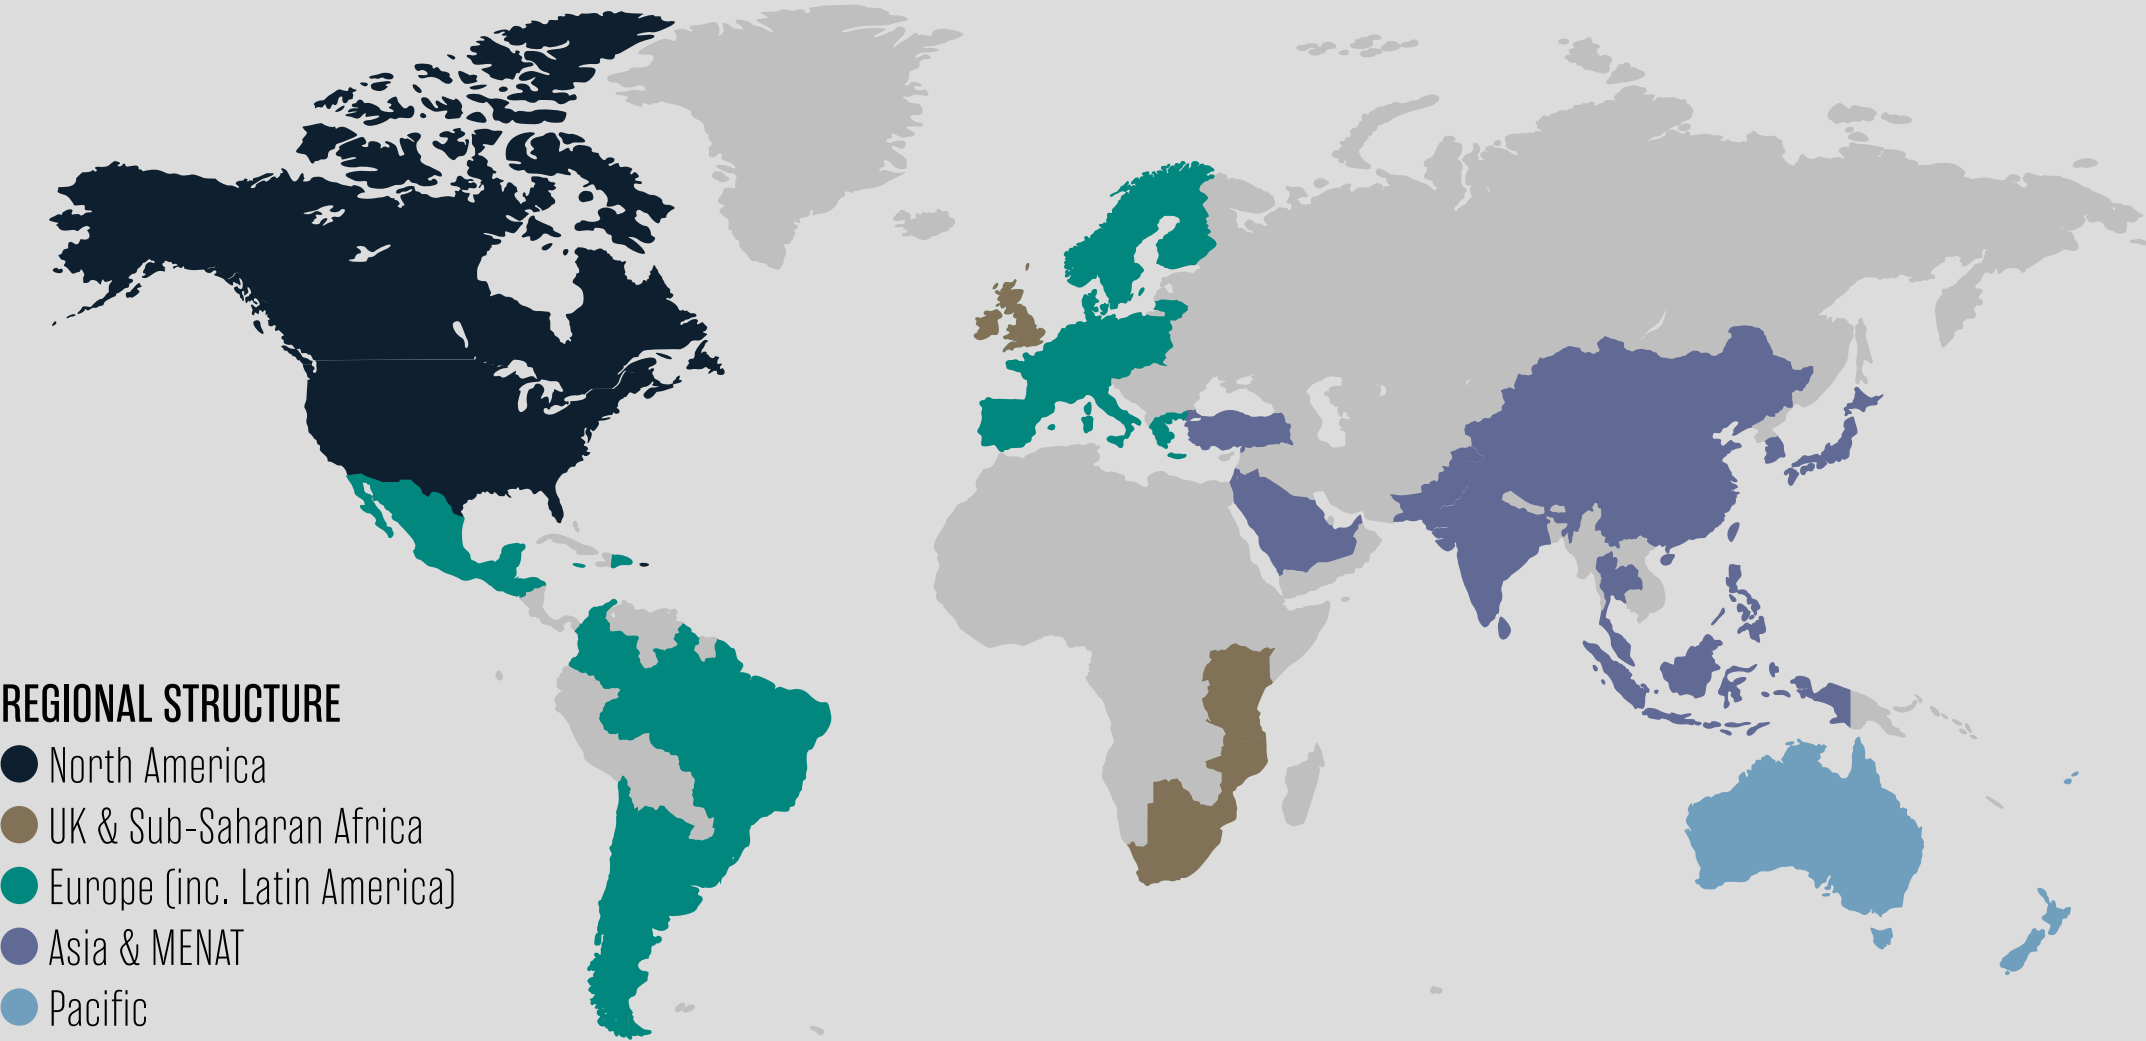 REGIONAL STRUCTURE
North America
UK & Sub-Saharan Africa
Europe (inc. Latin America)
Asia & MENAT
Pacific